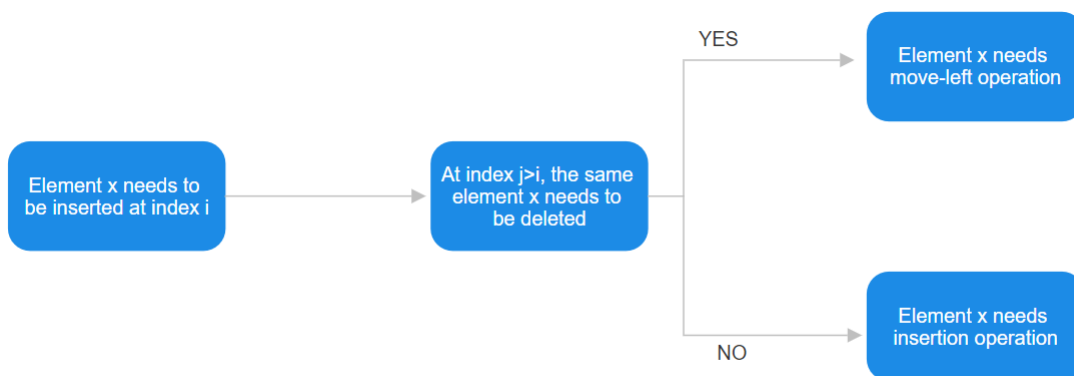 Element x needs to
be inserted at index i
At index j>i, the same
element x needs to
be deleted
YES
Element x needs
move-left operation
NO
Element x needs
insertion operation